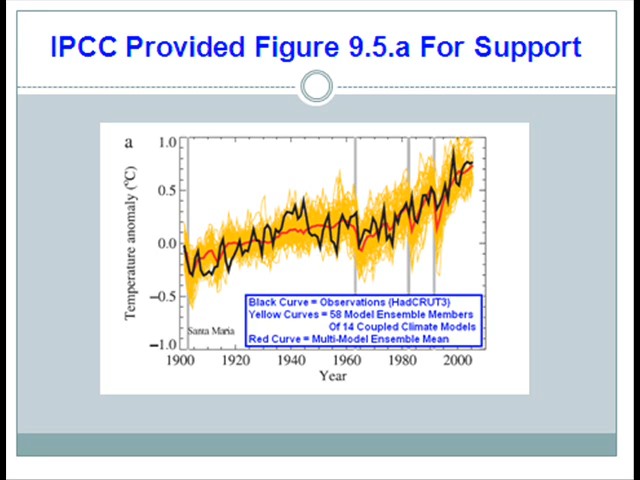 IPCC Provided Figure 9.5.a For Support
a
1.0
0.5
0.0
−0.5
−1.0
Temperature anomaly (°C)
Santa Maria
Black Curve = Observations (HadCRUT3)
Yellow Curves = 58 Model Ensemble Members
Of 14 Coupled Climate Models
Red Curve = Multi-Model Ensemble Mean
1900 1920 1940 1960 1980 2000
Year